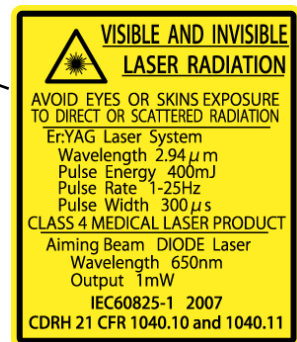 VISIBLE AND INVISIBLE
LASER RADIATION
AVOID EYES OR SKINS EXPOSURE
TO DIRECT OR SCATTERED RADIATION
Er:YAG Laser System
Wavelength 2.94μm
Pulse Energy 400mJ
Pulse Rate 1-25Hz
Pulse Width 300μs
CLASS 4 MEDICAL LASER PRODUCT
Aiming Beam DIODE Laser
Wavelength 650nm
Output 1mW
IEC60825-1 2007
CDRH 21 CFR 1040.10 and 1040.11